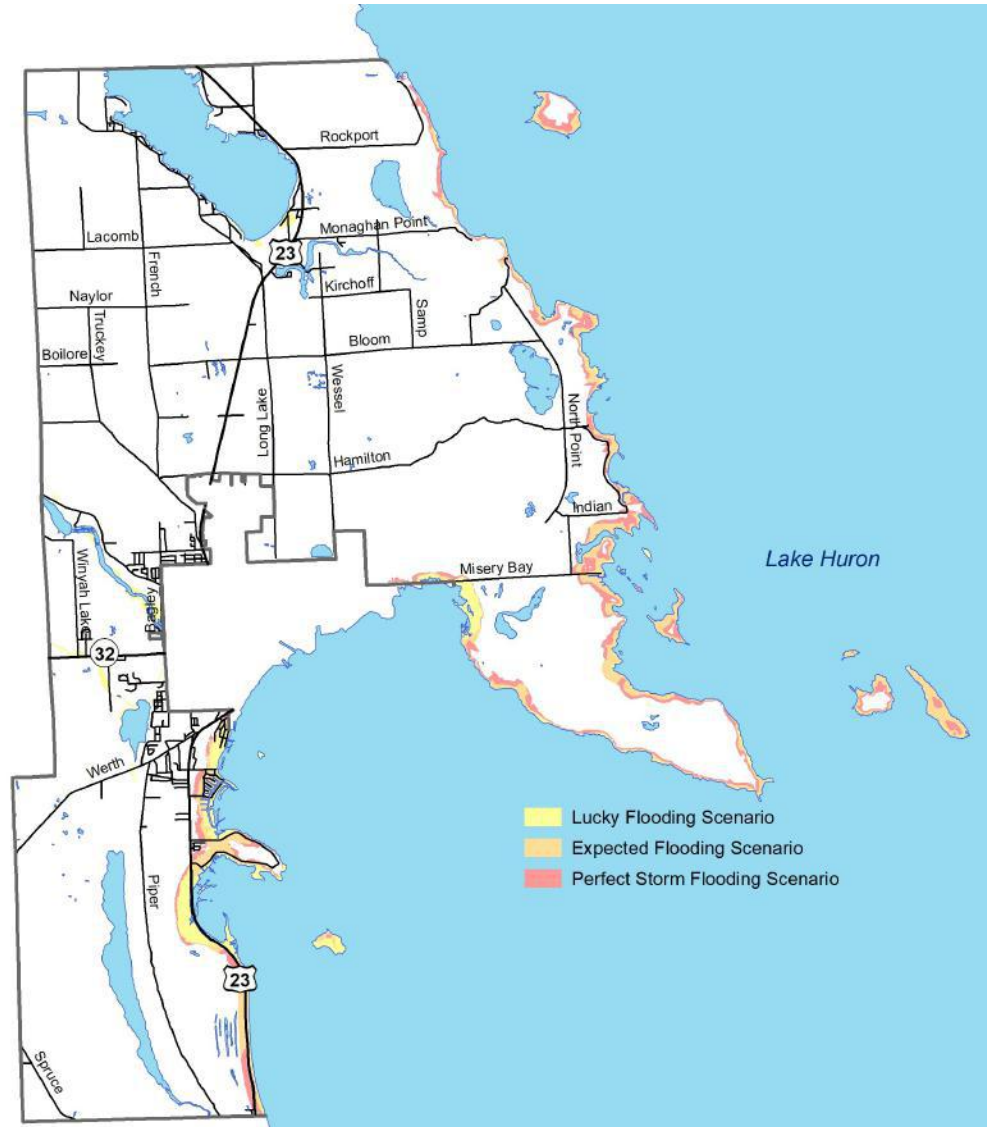 Rockport
Monaghan Point
Lacomb
23
French
Kirchoff
Naylor
Samp
Truckey
Bloom
Boilore
Wessel
Long Lake
North Point
Hamilton
Indian
Lake Huron
Misery Bay
Winyah Lake
Bagley
32
Werth
Lucky Flooding Scenario
Expected Flooding Scenario
Perfect Storm Flooding Scenario
Piper
23
Spruce